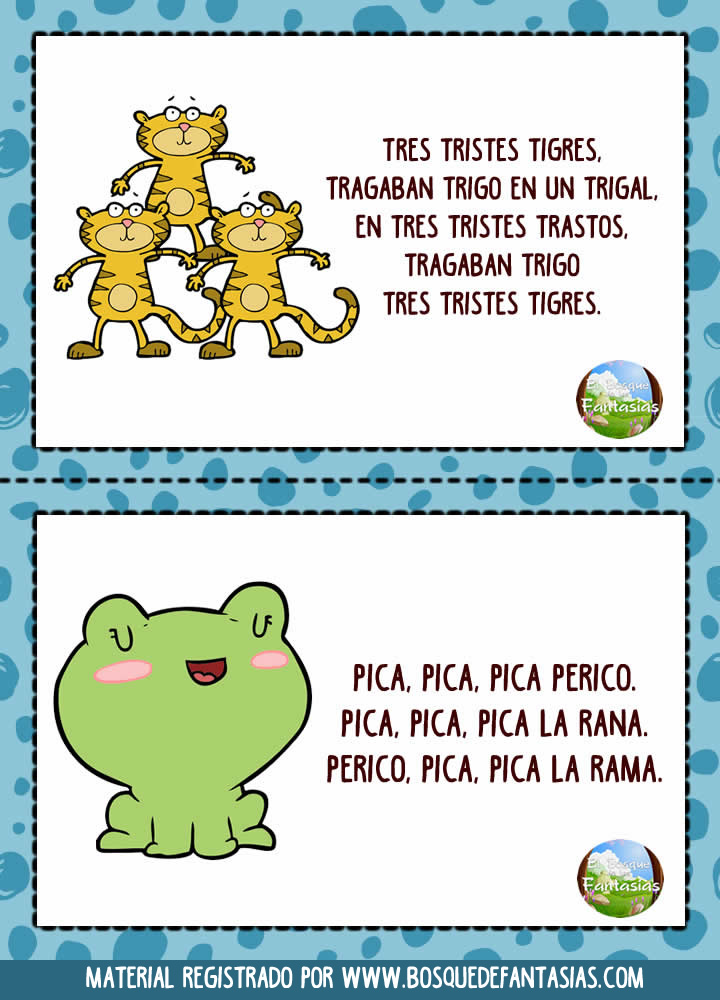 TRES TRISTES TIGRES,
TRAGABAN TRIGO EN UN TRIGAL,
EN TRES TRISTES TRASTOS,
TRAGABAN TRIGO
TRES TRISTES TIGRES.
El Bosque
Fantasías
PICA, PICA, PICA PERICO.
PICA, PICA, PICA LA RANA.
PERICO, PICA, PICA LA RAMA.
El Bosque
Fantasías
MATERIAL REGISTRADO POR WWW.BOSQUEDEFANTASIAS.COM